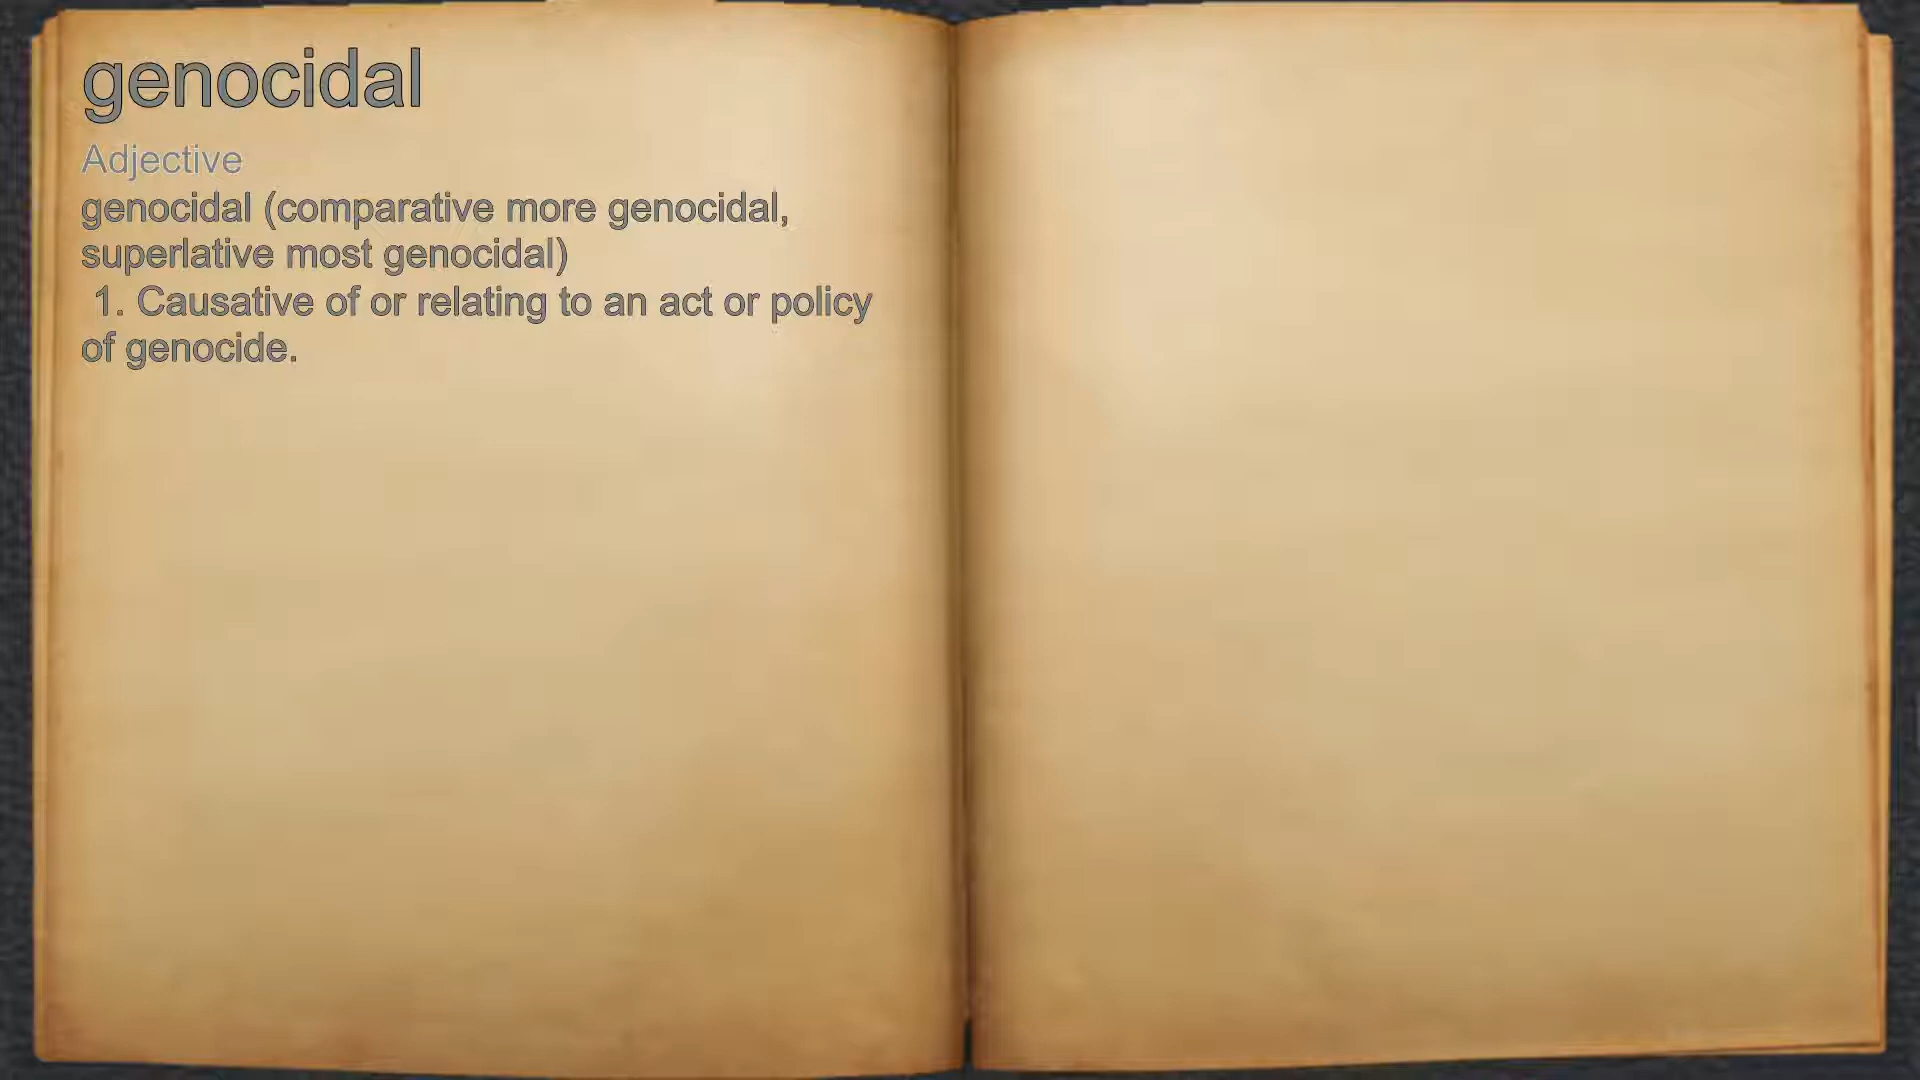 genocidal
Adjective
genocidal (comparative more genocidal,
superlative most genocidal)
1. Causative of or relating to an act or policy
of genocide.